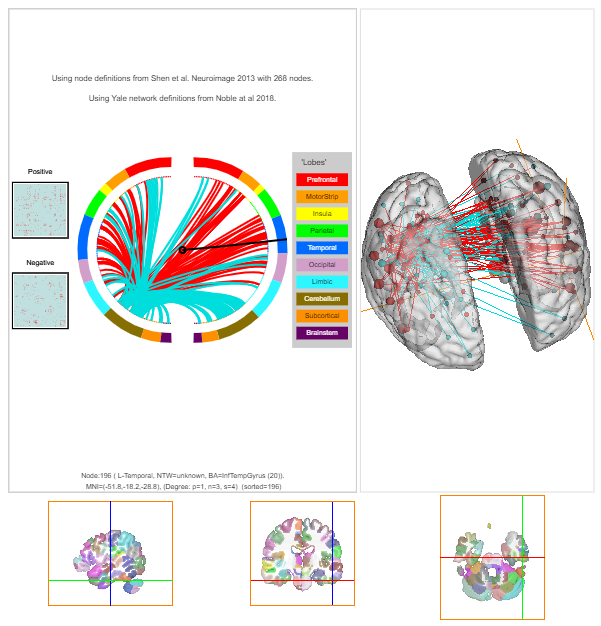 Using node definitions from Shen et al. Neuroimage 2013 with 268 nodes.
Using Yale network definitions from Noble at al 2018.
Positive
Negative
'Lobes'
Prefrontal
MotorStrip
Insula
Parietal
Temporal
Occipital
Limbic
Cerebellum
Subcortical
Brainstem
Node:196 ( L-Temporal, NTW=unknown, BA=InfTempGyrus (20)).
MNI=(-51.8,-18.2,-28.8), (Degree: p=1, n=3, s=4) (sorted=196)